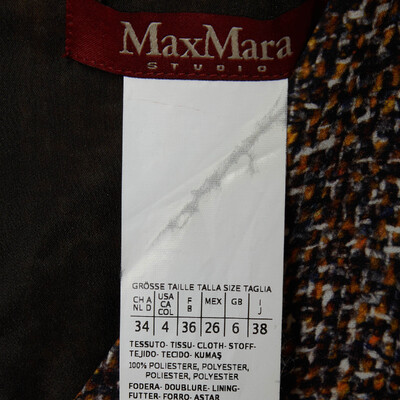 MaxMara
STUDIO
GRÖSSE TAILLE TALLA SIZE TAGLIA
CH A USA F MEX GB I
NL D CA B J
COL
34 4 36 26 6 38
TESSUTO- TISSU- CLOTH- STOFF-
TEJIDO- TECIDO- KUMAŞ
100% POLIESTERE, POLYESTER,
POLIESTER, POLYESTER
FODERA- DOUBLURE- LINING-
FUTTER- FORRO- ASTAR